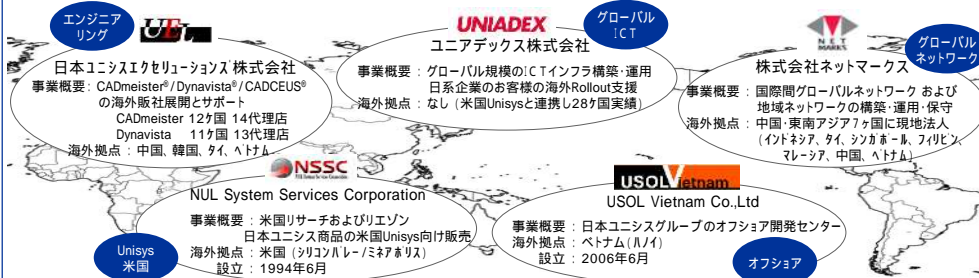 エンジニア
リング
UEL
日本ユニシスエクセリューションズ株式会社
事業概要：CADmeister®/Dynavista®/CADCEUS®
の海外販社展開とサポート
CADmeister 12ケ国 14代理店
Dynavista 11ケ国 13代理店
海外拠点：中国、韓国、タイ、ベトナム
UNIADEX
グローバル
ICT
ユニアデックス株式会社
事業概要：グローバル規模のICTインフラ構築・運用
日系企業のお客様の海外Rollout支援
海外拠点：なし（米国Unisysと連携し28ケ国実績）
NET
MARKS
グローバル
ネットワーク
株式会社ネットマークス
事業概要：国際間グローバルネットワーク および
地域ネットワークの構築・運用・保守
海外拠点：中国・東南アジア7ヶ国に現地法人
（インドネシア、タイ、シンガポール、フィリピン、
マレーシア、中国、ベトナム）
NSSC
NUL System Services Corporation
事業概要：米国リサーチおよびリエゾン
日本ユニシス商品の米国Unisys向け販売
海外拠点：米国（シリコンバレー/ミネアポリス）
設立：1994年6月
Unisys
米国
USOL Vietnam
USOL Vietnam Co.,Ltd
事業概要：日本ユニシスグループのオフショア開発センター
海外拠点：ベトナム（ハノイ）
設立：2006年6月
オフショア